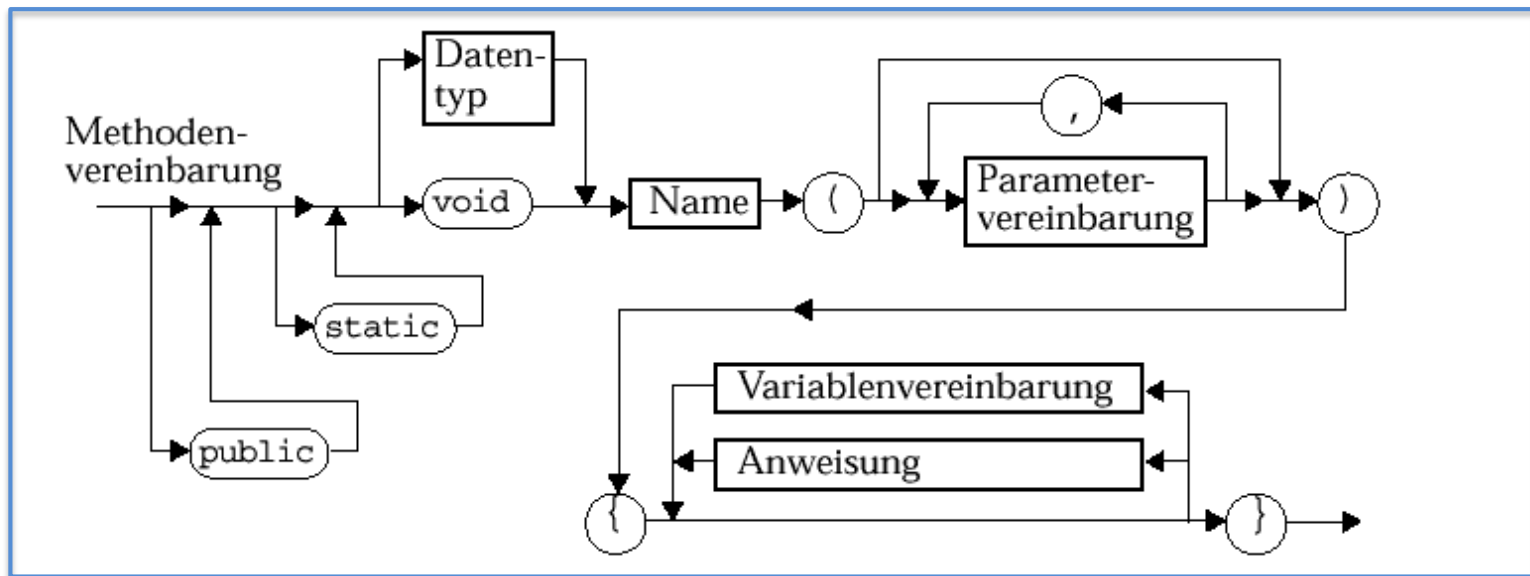 Daten-
typ
Methoden-
vereinbarung
void
Name
(
,
Parameter-
vereinbarung
)
static
public
Variablenvereinbarung
Anweisung
{
}